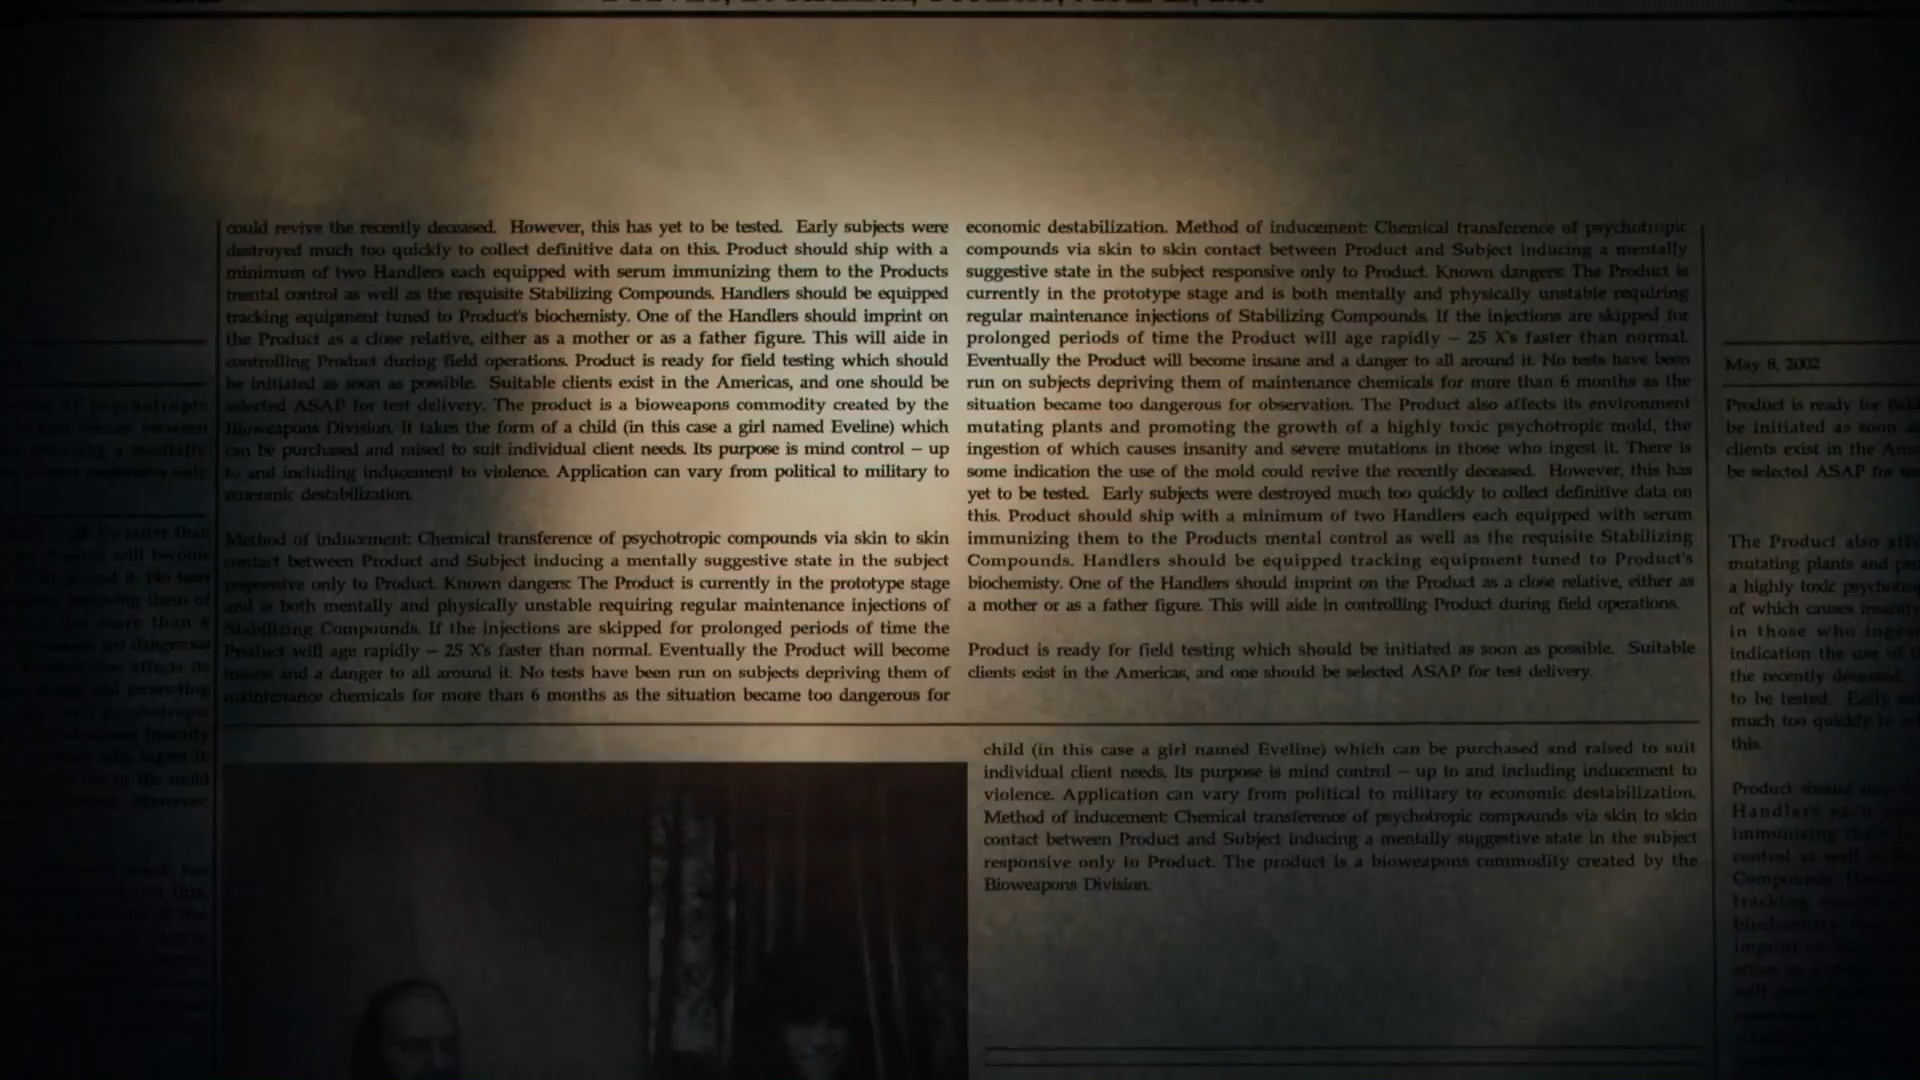 could revive the recently deceased. However, this has yet to be tested. Early subjects were
destroyed much too quickly to collect definitive data on this. Product should ship with a
minimum of two Handlers each equipped with serum immunizing them to the Products
mental control as well as the requisite Stabilizing Compounds. Handlers should be equipped
tracking equipment tuned to Product's biochemisty. One of the Handlers should imprint on
the Product as a close relative, either as a mother or as a father figure. This will aide in
controlling Product during field operations. Product is ready for field testing which should
be initiated as soon as possible. Suitable clients exist in the Americas, and one should be
selected ASAP for test delivery. The product is a bioweapons commodity created by the
Bioweapons Division. It takes the form of a child (in this case a girl named Eveline) which
can be purchased and raised to suit individual client needs. Its purpose is mind control – up
to and including inducement to violence. Application can vary from political to military to
economic destabilization.
Method of inducement: Chemical transference of psychotropic compounds via skin to skin
contact between Product and Subject inducing a mentally suggestive state in the subject
responsive only to Product. Known dangers: The Product is currently in the prototype stage
and is both mentally and physically unstable requiring regular maintenance injections of
Stabilizing Compounds. If the injections are skipped for prolonged periods of time the
Product will age rapidly – 25 X's faster than normal. Eventually the Product will become
insane and a danger to all around it. No tests have been run on subjects depriving them of
maintenance chemicals for more than 6 months as the situation became too dangerous for
economic destabilization. Method of inducement: Chemical transference of psychotropic
compounds via skin to skin contact between Product and Subject inducing a mentally
suggestive state in the subject responsive only to Product. Known dangers: The Product is
currently in the prototype stage and is both mentally and physically unstable requiring
regular maintenance injections of Stabilizing Compounds. If the injections are skipped for
prolonged periods of time the Product will age rapidly – 25 X's faster than normal.
Eventually the Product will become insane and a danger to all around it. No tests have been
run on subjects depriving them of maintenance chemicals for more than 6 months as the
situation became too dangerous for observation. The Product also affects its environment
mutating plants and promoting the growth of a highly toxic psychotropic mold, the
ingestion of which causes insanity and severe mutations in those who ingest it. There is
some indication the use of the mold could revive the recently deceased. However, this has
yet to be tested. Early subjects were destroyed much too quickly to collect definitive data on
this. Product should ship with a minimum of two Handlers each equipped with serum
immunizing them to the Products mental control as well as the requisite Stabilizing
Compounds. Handlers should be equipped tracking equipment tuned to Product's
biochemisty. One of the Handlers should imprint on the Product as a close relative, either as
a mother or as a father figure. This will aide in controlling Product during field operations.
Product is ready for field testing which should be initiated as soon as possible. Suitable
clients exist in the Americas, and one should be selected ASAP for test delivery.
child (in this case a girl named Eveline) which can be purchased and raised to suit
individual client needs. Its purpose is mind control – up to and including inducement to
violence. Application can vary from political to military to economic destabilization.
Method of inducement: Chemical transference of psychotropic compounds via skin to skin
contact between Product and Subject inducing a mentally suggestive state in the subject
responsive only to Product. The product is a bioweapons commodity created by the
Bioweapons Division.
May 8, 2002
Product is ready for
be initiated as soon
clients exist in the
be selected ASAP for
The Product also
mutating plants and
a highly toxic
of which causes
in those who
indication the use of
the recently
to be tested. Early
much too quickly
this.
Product should
Handlers each
immunizing